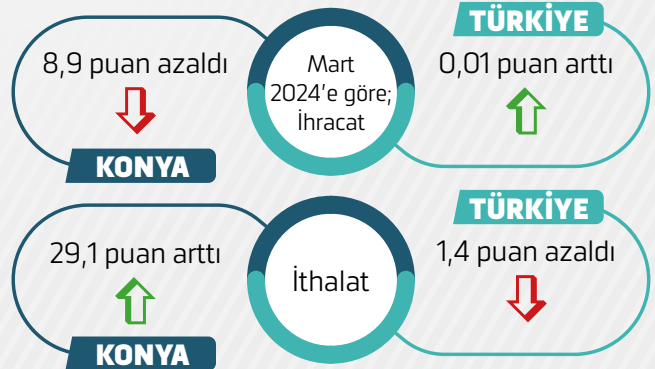 8,9 puan azaldı
KONYA
Mart
2024'e göre;
İhracat
TÜRKİYE
0,01 puan arttı
29,1 puan arttı
KONYA
İthalat
TÜRKİYE
1,4 puan azaldı